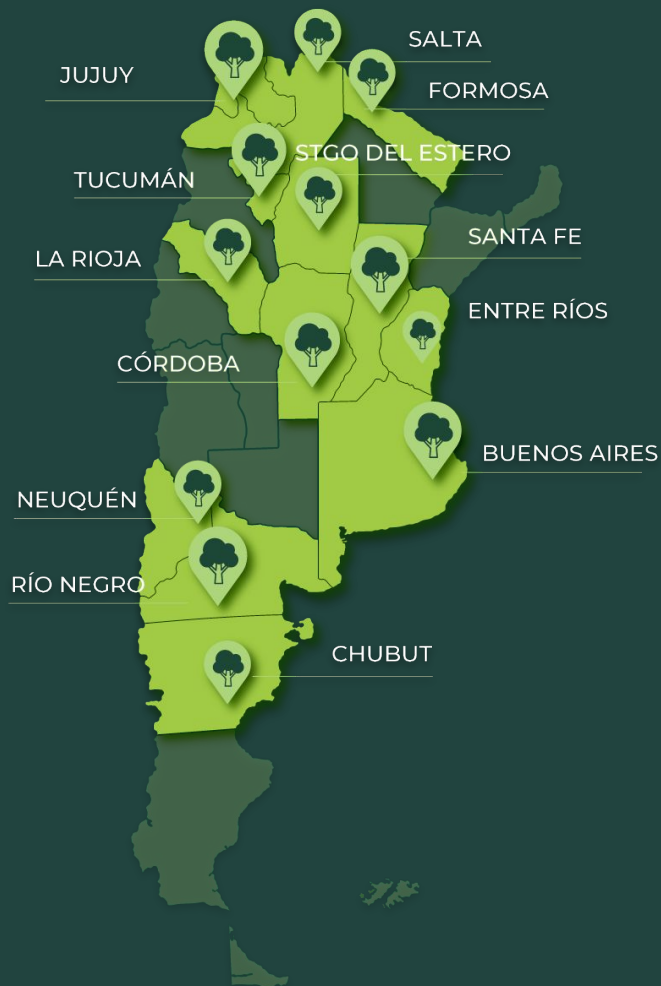 SALTA
JUJUY
FORMOSA
STGO DEL ESTERO
TUCUMÁN
SANTA FE
LA RIOJA
ENTRE RÍOS
CÓRDOBA
BUENOS AIRES
NEUQUÉN
RÍO NEGRO
CHUBUT